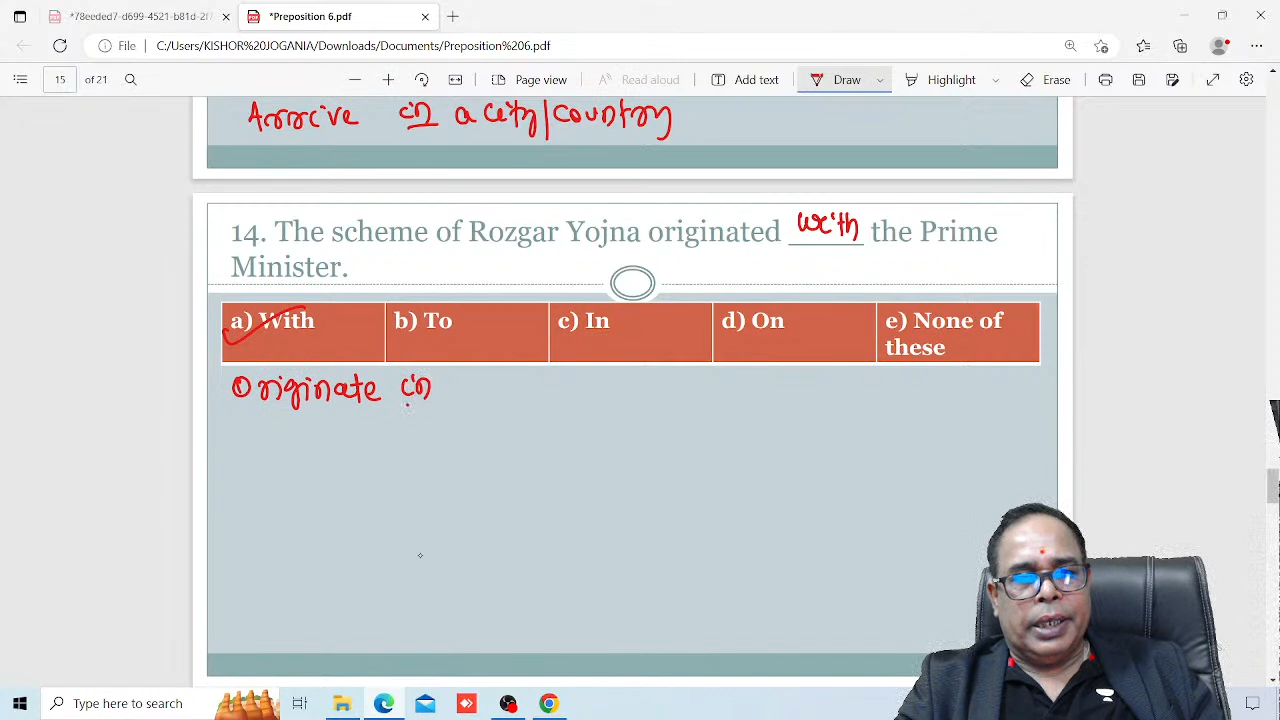 *78eeded7-d699-4521-b81d-2f7
*Preposition 6.pdf
File C:/Users/KISHOR%20JOGANIA/Downloads/Documents/Preposition%206.pdf
15 of 21 Page view Read aloud Add text Draw Highlight Erase
Arrive in a city/country
14. The scheme of Rozgar Yojna originated with the Prime
Minister.
a) With b) To c) In d) On e) None of
these
Originate in
Type here to search